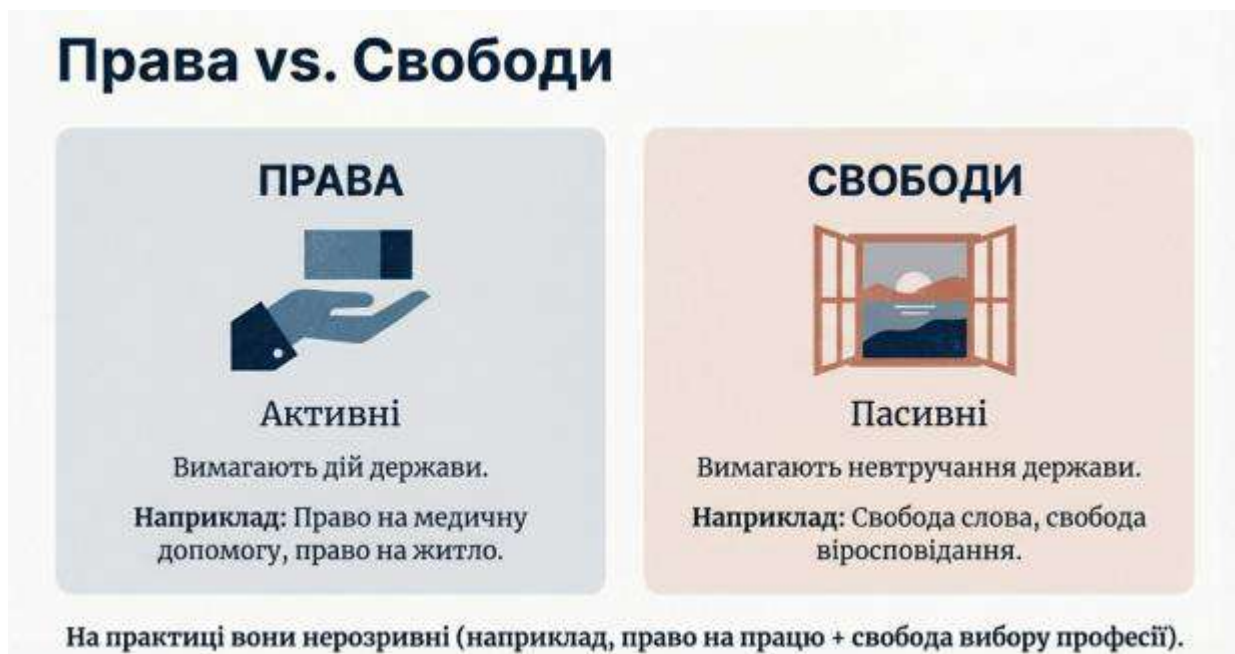 Права vs. Свободи
ПРАВА
Активні
Вимагають дій держави.
Наприклад: Право на медичну
допомогу, право на житло.
СВОБОДИ
Пасивні
Вимагають невтручання держави.
Наприклад: Свобода слова, свобода
віросповідання.
На практиці вони нерозривні (наприклад, право на працю + свобода вибору професії).